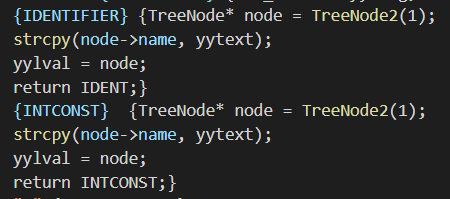 {IDENTIFIER} {TreeNode* node = TreeNode2(1);
strcpy(node->name, yytext);
yylval = node;
return IDENT;}
{INTCONST}  {TreeNode* node = TreeNode2(1);
strcpy(node->name, yytext);
yylval = node;
return INTCONST;}